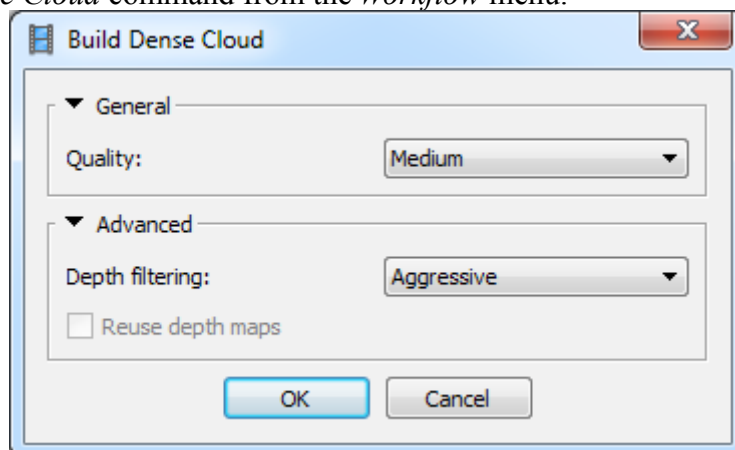 Cloud command from the Workflow menu.
Build Dense Cloud
General
Quality: Medium
Advanced
Depth filtering: Aggressive
Reuse depth maps
OK Cancel